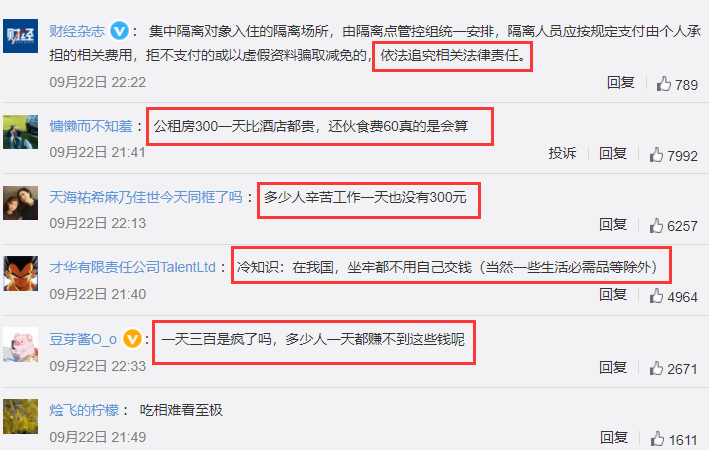 财经
财经杂志： 集中隔离对象入住的隔离场所，由隔离点管控组统一安排，隔离人员应按规定支付由个人承
担的相关费用，拒不支付的或以虚假资料骗取减免的，依法追究相关法律责任。
09月22日 22:22 回复 789
慵懒而不知羞： 公租房300一天比酒店都贵，还伙食费60真的是会算
09月22日 21:41 投诉 回复 7992
天海祐希麻乃佳世今天同框了吗： 多少人辛苦工作一天也没有300元
09月22日 22:13 回复 6257
才华有限责任公司TalentLtd： 冷知识：在我国，坐牢都不用自己交钱（当然一些生活必需品等除外）
09月22日 21:40 回复 4964
豆芽酱O_o ： 一天三百是疯了吗，多少人一天都赚不到这些钱呢
09月22日 22:33 回复 2671
烩飞的柠檬： 吃相难看至极
09月22日 21:49 回复 1611